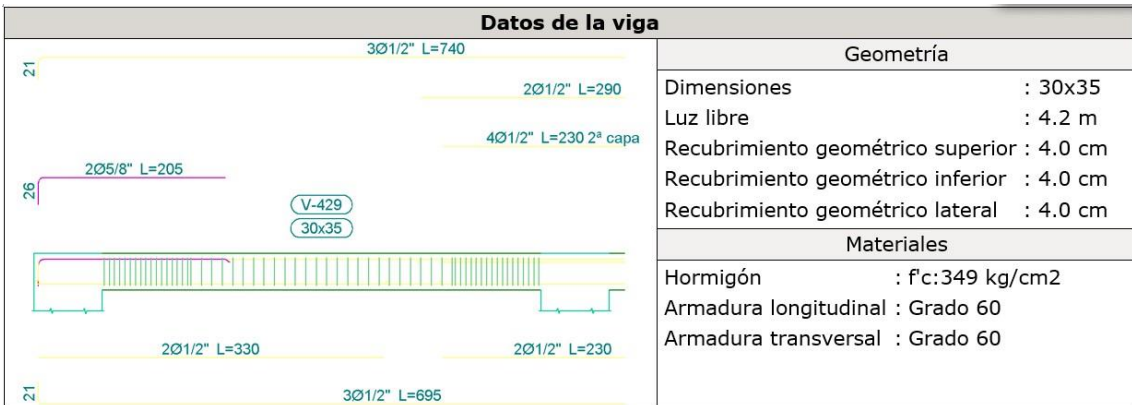 Datos de la viga
3Ø1/2" L=740
21
2Ø1/2" L=290
4Ø1/2" L=230 2ª capa
2Ø5/8" L=205
26
V-429
30x35
2Ø1/2" L=330
2Ø1/2" L=230
21
3Ø1/2" L=695
Geometría
Dimensiones : 30x35
Luz libre : 4.2 m
Recubrimiento geométrico superior : 4.0 cm
Recubrimiento geométrico inferior : 4.0 cm
Recubrimiento geométrico lateral : 4.0 cm
Materiales
Hormigón : f'c:349 kg/cm2
Armadura longitudinal : Grado 60
Armadura transversal : Grado 60